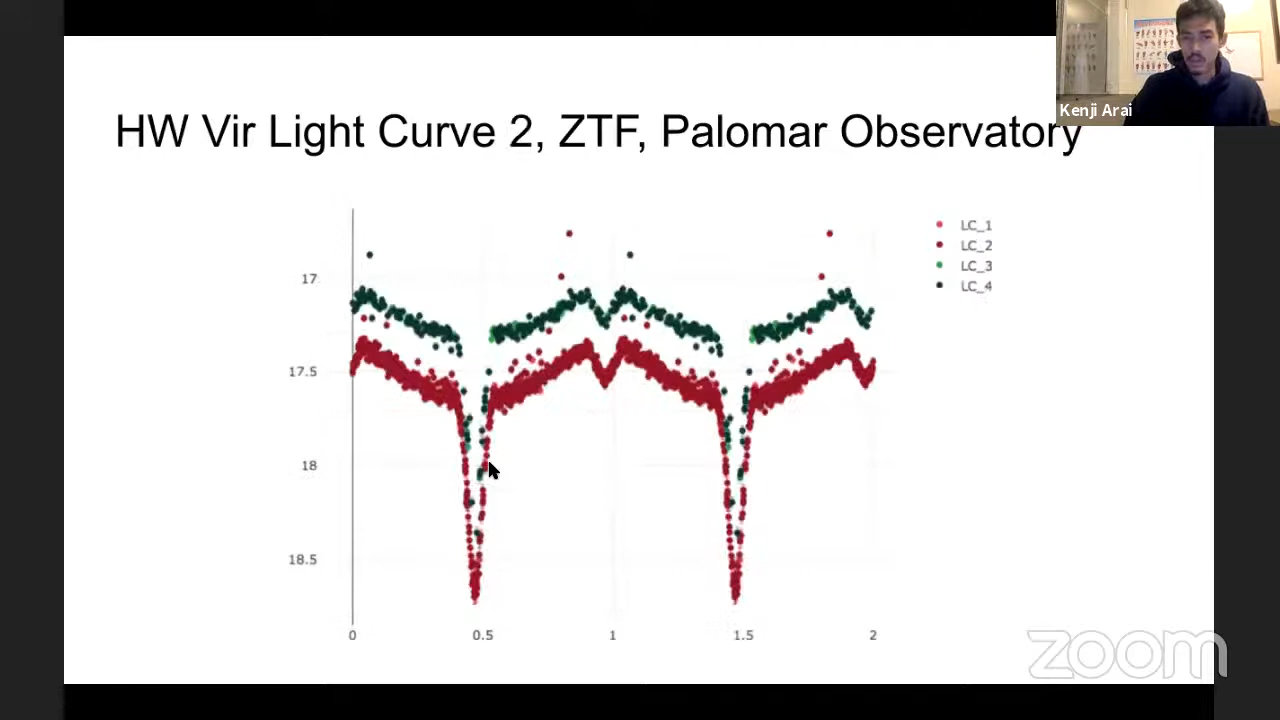 Kenji Arai
HW Vir Light Curve 2, ZTF, Palomar Observatory
LC_1
LC_2
LC_3
LC_4
17
17.5
18
18.5
0
0.5
1
1.5
2
zoom